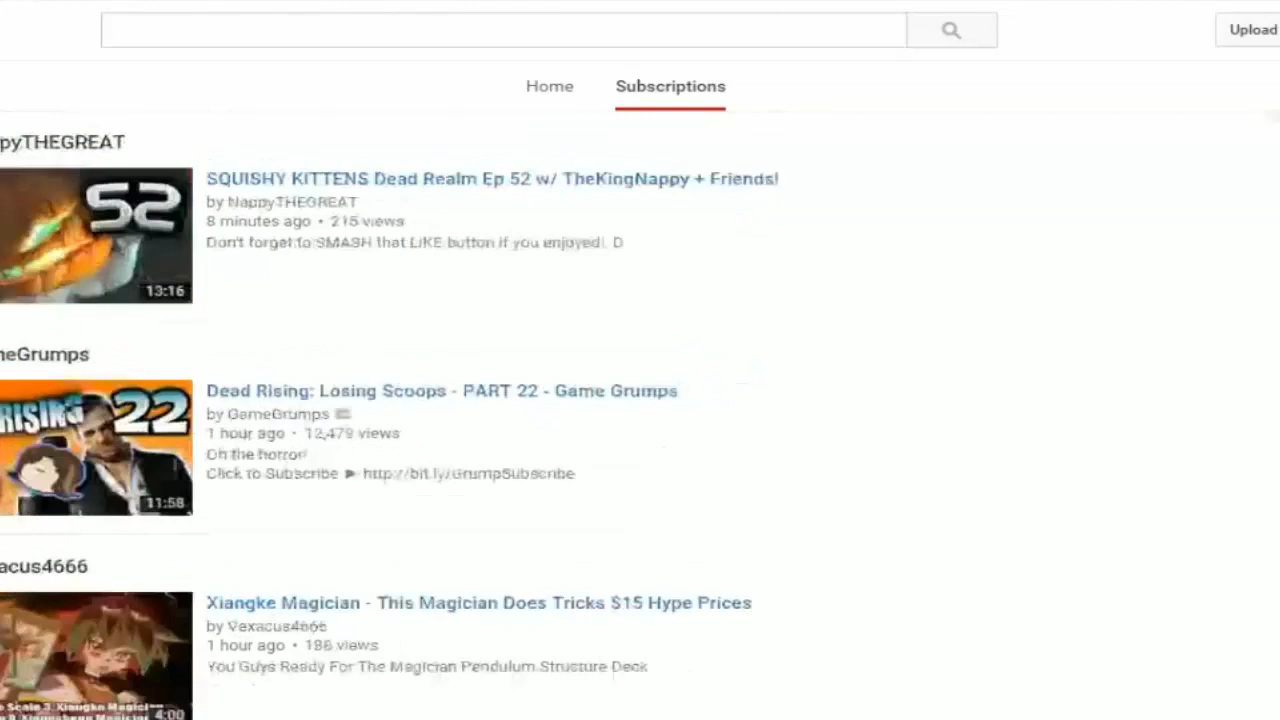 Upload
Home
Subscriptions
pyTHEGREAT
52
13:16
SQUISHY KITTENS Dead Realm Ep 52 w/ TheKingNappy + Friends!
by NappyTHEGREAT
8 minutes ago • 215 views
Don't forget to SMASH that LIKE button if you enjoyed! D
neGrumps
RISING 22
11:58
Dead Rising: Losing Scoops - PART 22 - Game Grumps
by GameGrumps
1 hour ago • 12,479 views
Oh the horror
Click to Subscribe ► http://bit.ly/GrumpSubscribe
acus4666
4:00
Xiangke Magician - This Magician Does Tricks $15 Hype Prices
by Vexacus4666
1 hour ago • 186 views
You Guys Ready For The Magician Pendulum Structure Deck